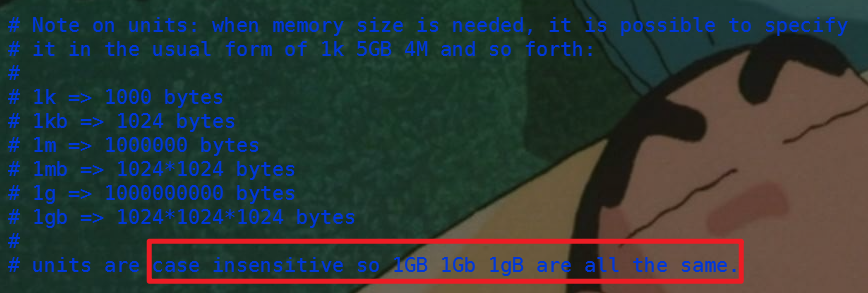 # Note on units: when memory size is needed, it is possible to specify
# it in the usual form of 1k 5GB 4M and so forth:
#
# 1k => 1000 bytes
# 1kb => 1024 bytes
# 1m => 1000000 bytes
# 1mb => 1024*1024 bytes
# 1g => 1000000000 bytes
# 1gb => 1024*1024*1024 bytes
#
# units are case insensitive so 1GB 1Gb 1gB are all the same.